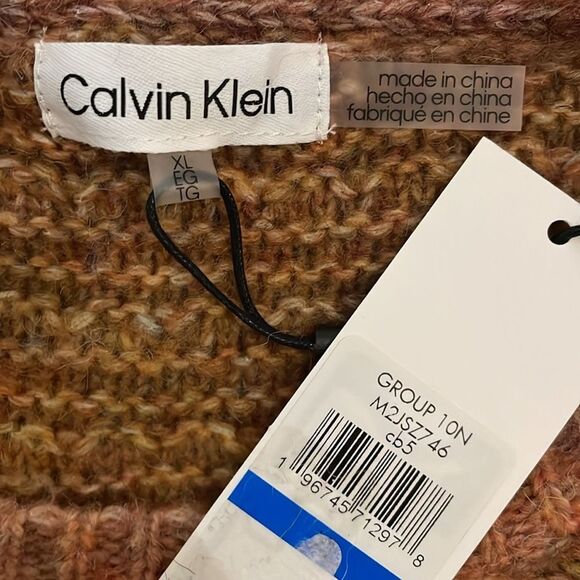 Calvin Klein
made in china
hecho en china
fabriqué en chine
XL
EG
TG
GROUP 10N
M2JSZ746
cb5
1 96745 71297 8